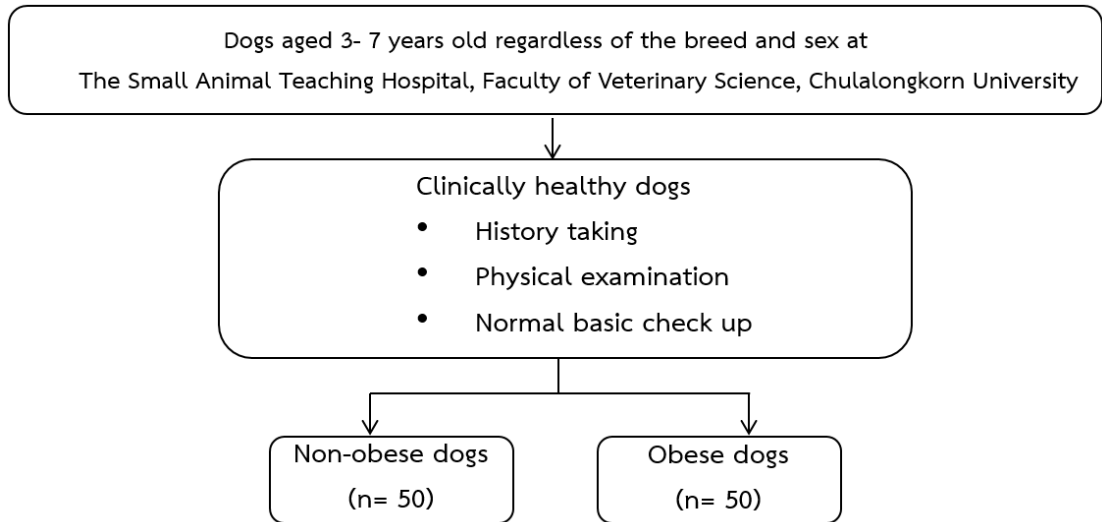 Dogs aged 3- 7 years old regardless of the breed and sex at
The Small Animal Teaching Hospital, Faculty of Veterinary Science, Chulalongkorn University
Clinically healthy dogs
• History taking
• Physical examination
• Normal basic check up
Non-obese dogs
(n= 50)
Obese dogs
(n= 50)